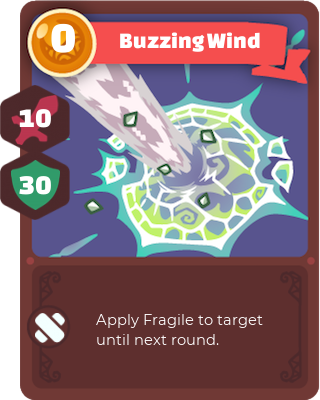 0
Buzzing Wind
10
30
Apply Fragile to target
until next round.